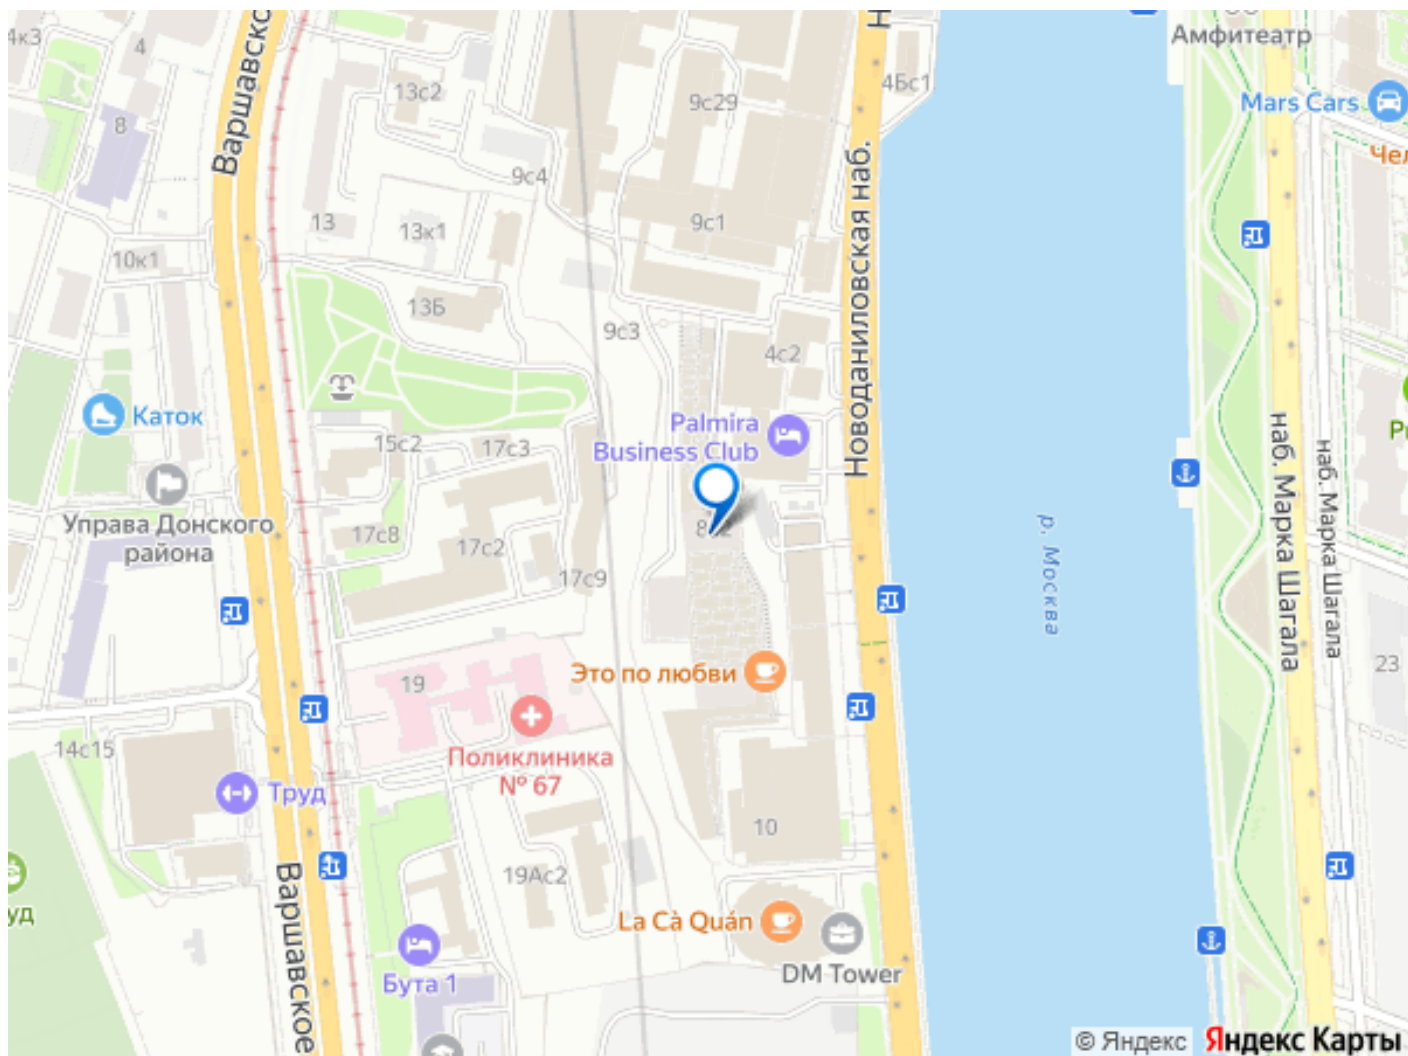 4к3
4
Варшавско
13с2
9с29
Н
4Бс1
Амфитеатр
Mars Cars
Чел
8
9с4
13
13к1
9с1
Новоданиловская наб.
10к1
13Б
9с3
4с2
Каток
15с2
17с3
Palmira
Business Club
наб. Марка Шагала
наб. Марка Шагала
Управа Донского
района
17с8
17с2
17с9
р. Москва
19
Это по любви
23
14с15
Поликлиника
№ 67
Труд
10
19Ас2
Варшавское
уд
La Cà Quán
DM Tower
Бута 1
© Яндекс
Яндекс Карты